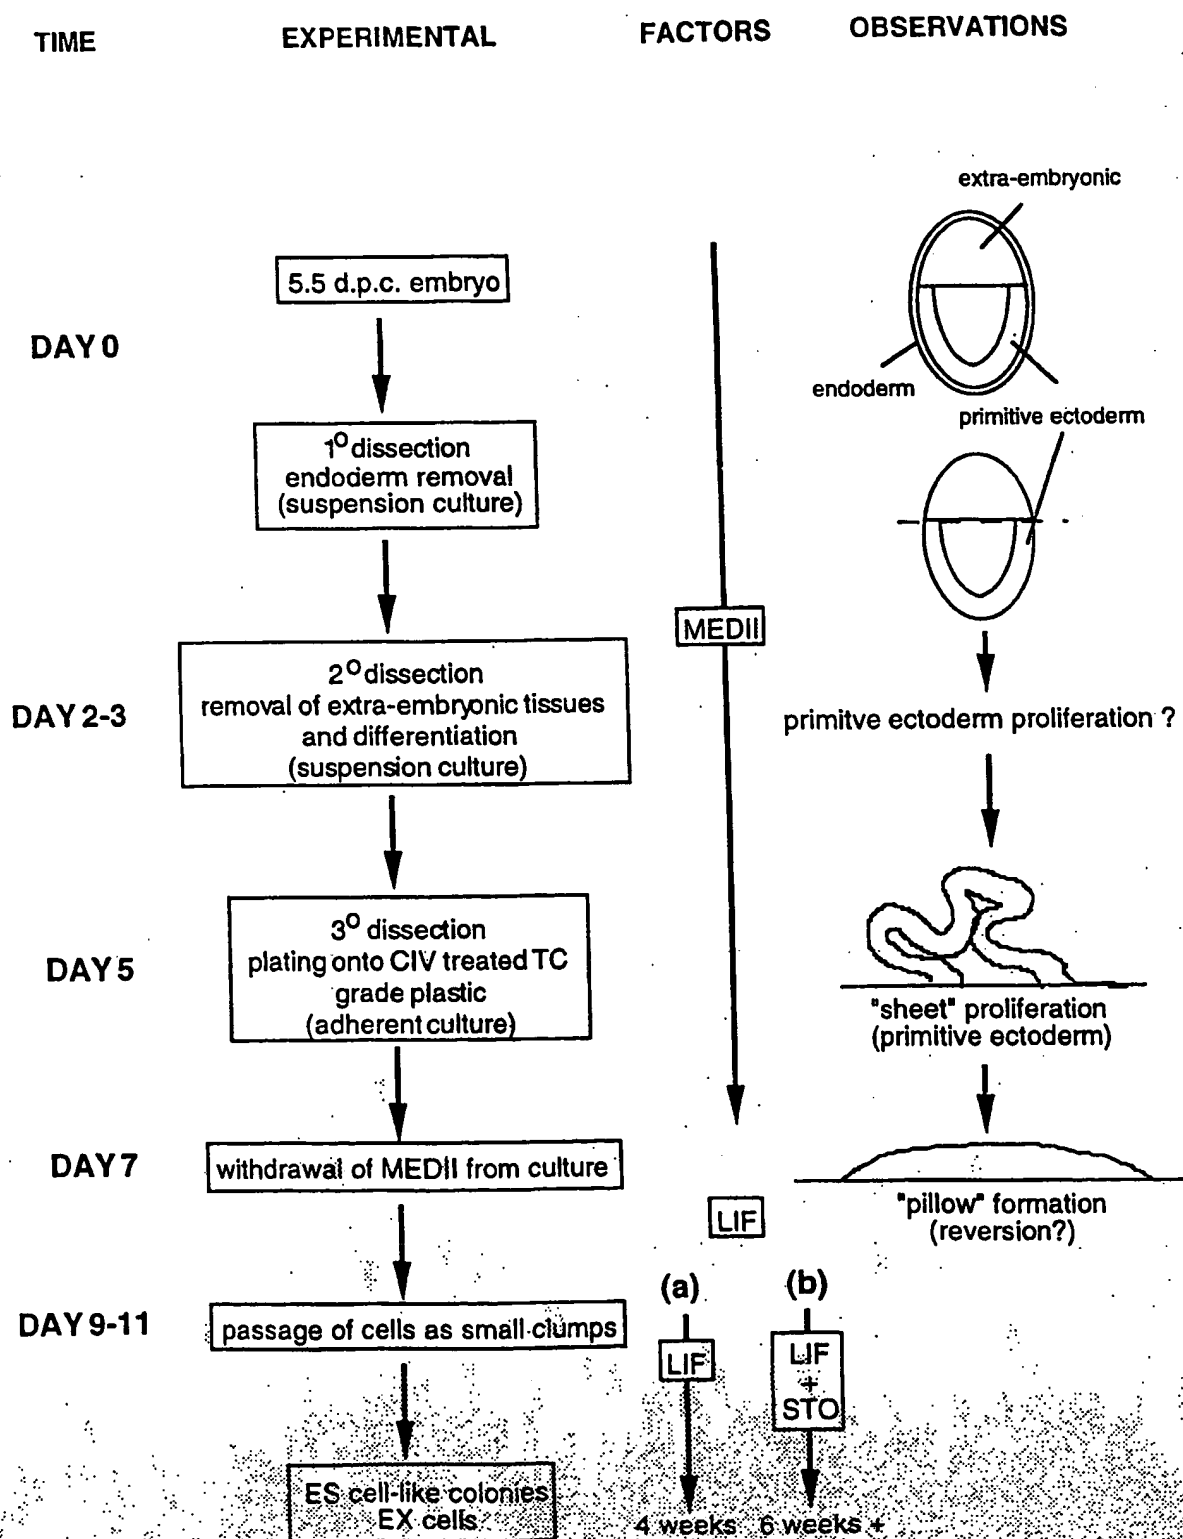 TIME EXPERIMENTAL FACTORS OBSERVATIONS
extra-embryonic
5.5 d.p.c. embryo
DAY 0
endoderm
primitive ectoderm
1° dissection
endoderm removal
(suspension culture)
MEDII
2° dissection
removal of extra-embryonic tissues
and differentiation
(suspension culture)
DAY 2-3
primitve ectoderm proliferation ?
3° dissection
plating onto CIV treated TC
grade plastic
(adherent culture)
DAY 5
"sheet" proliferation
(primitive ectoderm)
DAY 7
withdrawal of MEDII from culture
"pillow" formation
(reversion?)
LIF
(a) (b)
DAY 9-11
passage of cells as small clumps
LIF
LIF
+
STO
ES cell-like colonies
EX cells
4 weeks 6 weeks +